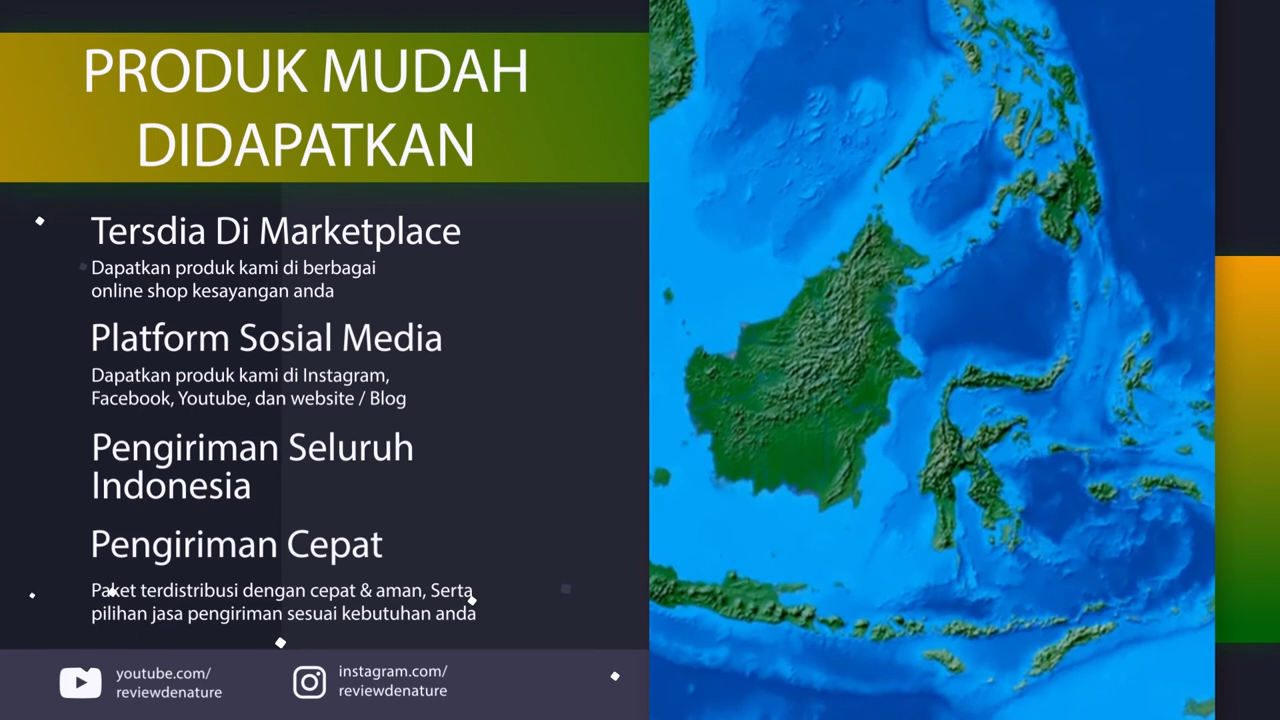 PRODUK MUDAH
DIDAPATKAN
Tersdia Di Marketplace
Dapatkan produk kami di berbagai
online shop kesayangan anda
Platform Sosial Media
Dapatkan produk kami di Instagram,
Facebook, Youtube, dan website / Blog
Pengiriman Seluruh
Indonesia
Pengiriman Cepat
Paket terdistribusi dengan cepat & aman, Serta
pilihan jasa pengiriman sesuai kebutuhan anda
youtube.com/
reviewdenature
instagram.com/
reviewdenature